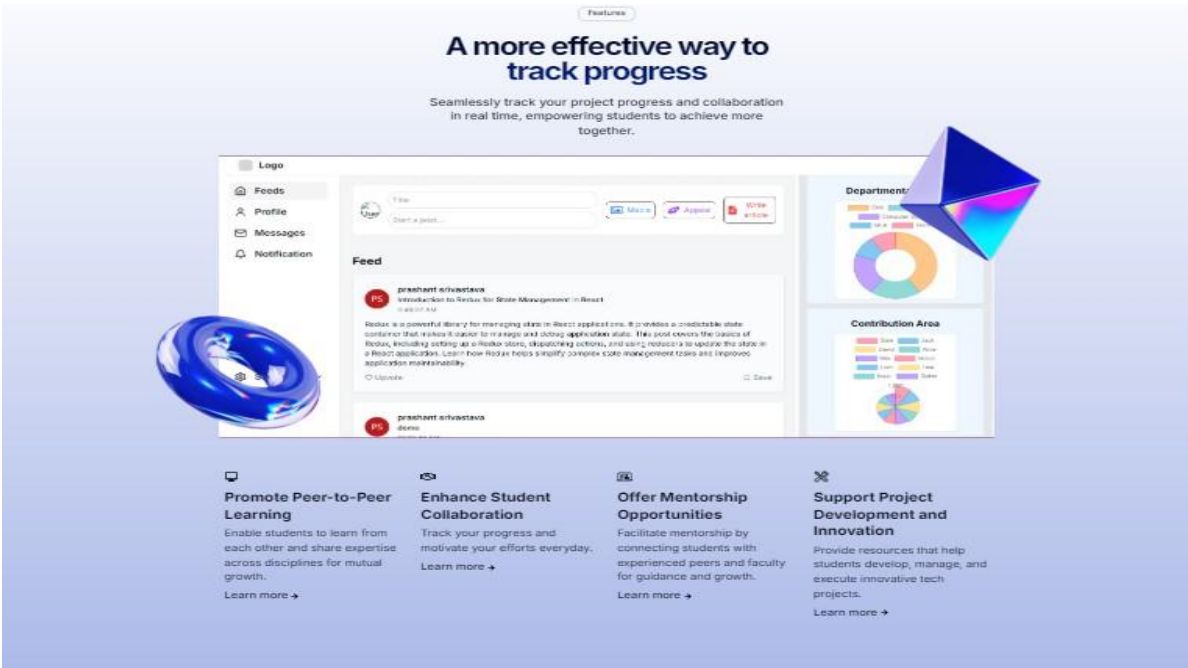 Features
A more effective way to
track progress
Seamlessly track your project progress and collaboration
in real time, empowering students to achieve more
together.
Logo
Feeds
Profile
Messages
Notification
Title
Start a post...
User
Media
Write
article
Feed
PS
prashant srivastava
Introduction to Redux for State Management in React
Redux is a powerful library for managing state in React applications. It provides a predictable state
container that makes it easier to manage and debug application state. This post covers the basics of
Redux, including setting up a Redux store, dispatching actions, and using reducers to update the state in
a React application. Learn how Redux helps simplify complex state management tasks and improves
application maintainability.
Upvote
Save
PS
prashant srivastava
demo
Departmenta
Contribution Area
Promote Peer-to-Peer
Learning
Enable students to learn from
each other and share expertise
across disciplines for mutual
growth.
Learn more →
Enhance Student
Collaboration
Track your progress and
motivate your efforts everyday.
Learn more →
Offer Mentorship
Opportunities
Facilitate mentorship by
connecting students with
experienced peers and faculty
for guidance and growth.
Learn more →
Support Project
Development and
Innovation
Provide resources that help
students develop, manage, and
execute innovative tech
projects.
Learn more →